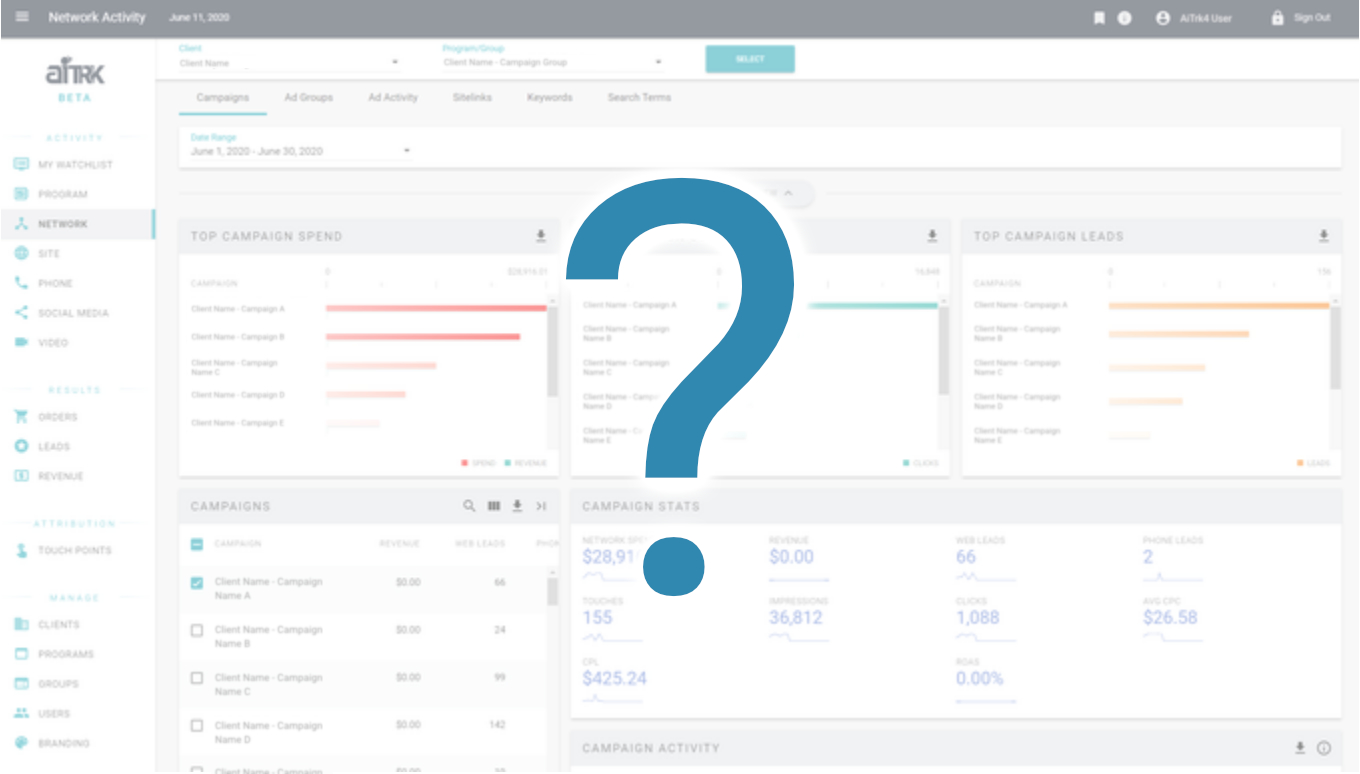 Network Activity June 11, 2020 AiTrk4 User Sign Out
aiTRK
BETA
Client
Client Name
Program/Group
Client Name - Campaign Group
SELECT
Campaigns Ad Groups Ad Activity Sitelinks Keywords Search Terms
Date Range
June 1, 2020 - June 30, 2020
ACTIVITY
MY WATCHLIST
PROGRAM
NETWORK
SITE
PHONE
SOCIAL MEDIA
VIDEO
RESULTS
ORDERS
LEADS
REVENUE
ATTRIBUTION
TOUCH POINTS
MANAGE
CLIENTS
PROGRAMS
GROUPS
USERS
BRANDING
TOP CAMPAIGN SPEND
0 $28,916.01
CAMPAIGN
Client Name - Campaign A
Client Name - Campaign B
Client Name - Campaign
Name C
Client Name - Campaign D
Client Name - Campaign E
SPEND REVENUE
?
0 16,848
Client Name - Campaign A
Client Name - Campaign
Name B
Client Name - Campaign
Name C
Client Name -
Name D
Client Name -
Name E
CLICKS
TOP CAMPAIGN LEADS
0 156
CAMPAIGN
Client Name - Campaign A
Client Name - Campaign
Name B
Client Name - Campaign
Name C
Client Name - Campaign
Name D
Client Name - Campaign
Name E
LEADS
CAMPAIGNS
CAMPAIGN REVENUE WEB LEADS
Client Name - Campaign
Name A
$0.00 66
Client Name - Campaign
Name B
$0.00 24
Client Name - Campaign
Name C
$0.00 99
Client Name - Campaign
Name D
$0.00 142
Client Name - Campaign
$0.00
CAMPAIGN STATS
NETWORK REVENUE WEB LEADS PHONE LEADS
$28,91 $0.00 66 2
TOUCHES IMPRESSIONS CLICKS AVG CPC
155 36,812 1,088 $26.58
CPL ROAS
$425.24 0.00%
CAMPAIGN ACTIVITY